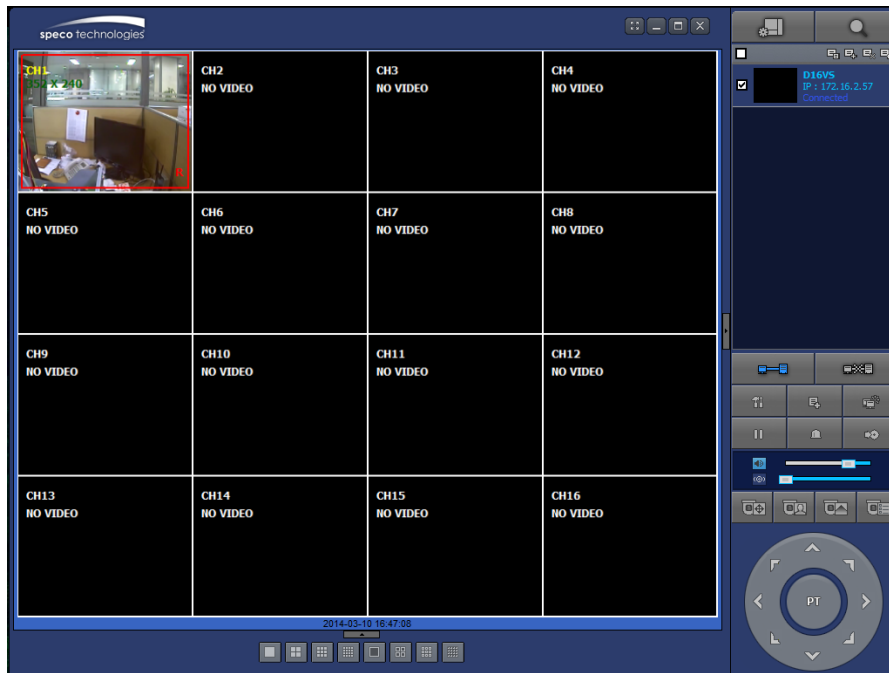 speco technologies
CH1
352 X 240
R
CH2
NO VIDEO
CH3
NO VIDEO
CH4
NO VIDEO
CH5
NO VIDEO
CH6
NO VIDEO
CH7
NO VIDEO
CH8
NO VIDEO
CH9
NO VIDEO
CH10
NO VIDEO
CH11
NO VIDEO
CH12
NO VIDEO
CH13
NO VIDEO
CH14
NO VIDEO
CH15
NO VIDEO
CH16
NO VIDEO
2014-03-10 16:47:08
D16VS
IP : 172.16.2.57
Connected
PT